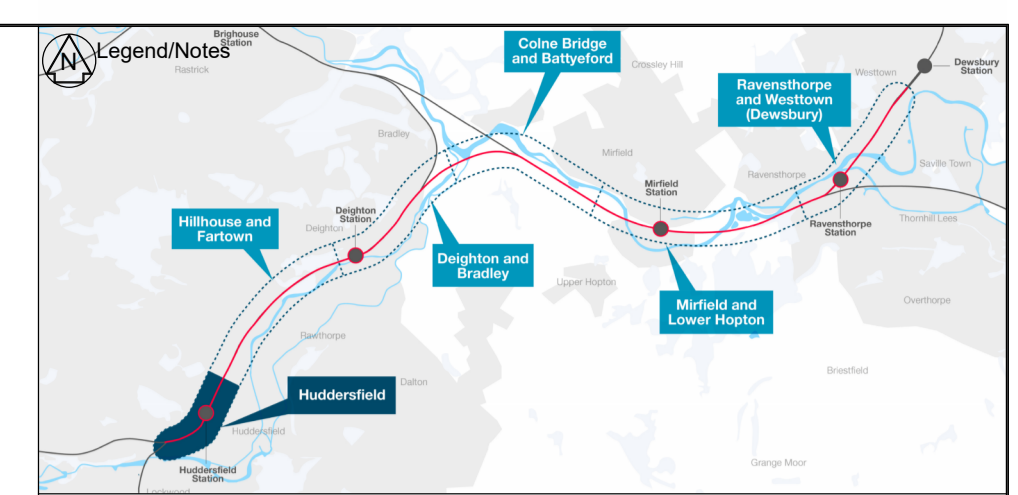 N
Legend/Notes
Brighouse
Station
Rastrick
Colne Bridge
and Battyeford
Crossley Hill
Westtown
Dewsbury
Station
Ravensthorpe
and Westtown
(Dewsbury)
Bradley
Mirfield
Saville Town
Ravensthorpe
Mirfield
Station
Hillhouse and
Fartown
Deighton
Station
Deighton
Thornhill Lees
Ravensthorpe
Station
Deighton and
Bradley
Upper Hopton
Mirfield and
Lower Hopton
Overthorpe
Rawthorpe
Briestfield
Dalton
Huddersfield
Huddersfield
Grange Moor
Huddersfield
Station
Lockwood